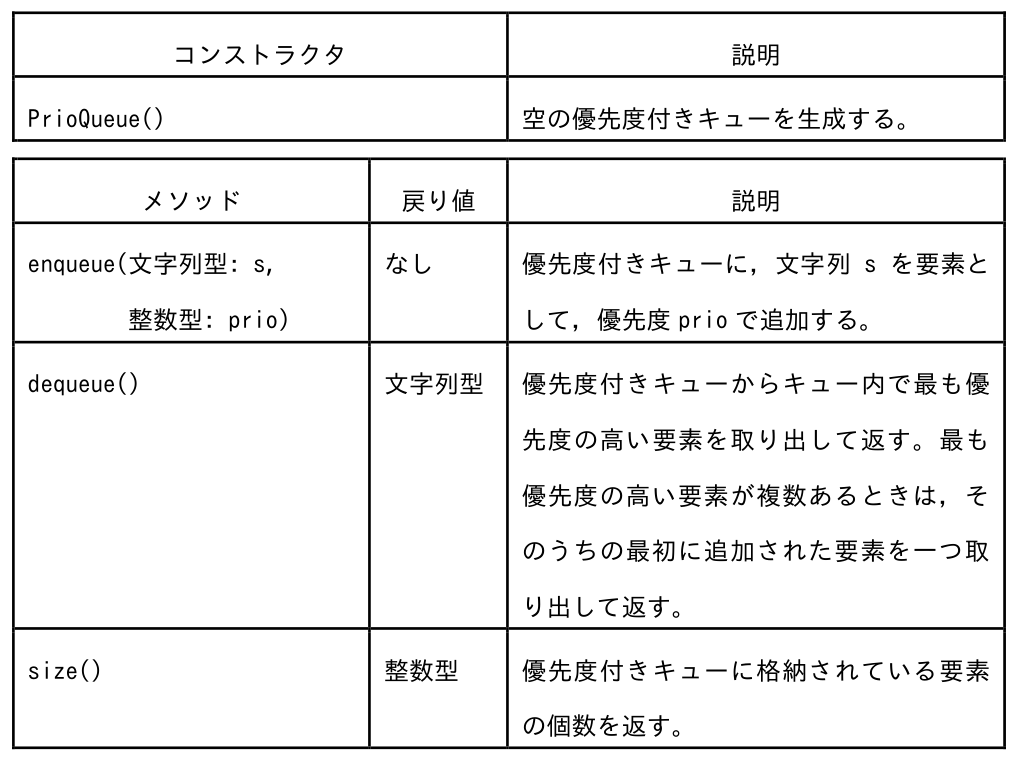 コンストラクタ 説明
PrioQueue() 空の優先度付きキューを生成する。
メソッド 戻り値 説明
enqueue(文字列型: s, なし 優先度付きキューに，文字列 s を要素と
整数型: prio) して，優先度 prio で追加する。
dequeue() 文字列型 優先度付きキューからキュー内で最も優
先度の高い要素を取り出して返す。最も
優先度の高い要素が複数あるときは，そ
のうちの最初に追加された要素を一つ取
り出して返す。
size() 整数型 優先度付きキューに格納されている要素
の個数を返す。